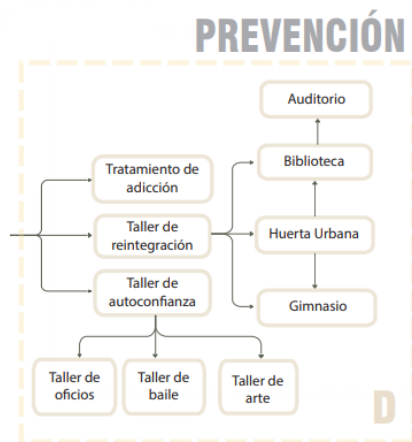 PREVENCIÓN
Auditorio
Tratamiento de
adicción
Biblioteca
Taller de
reintegración
Huerta Urbana
Taller de
autoconfianza
Gimnasio
Taller de
oficios
Taller de
baile
Taller de
arte
D